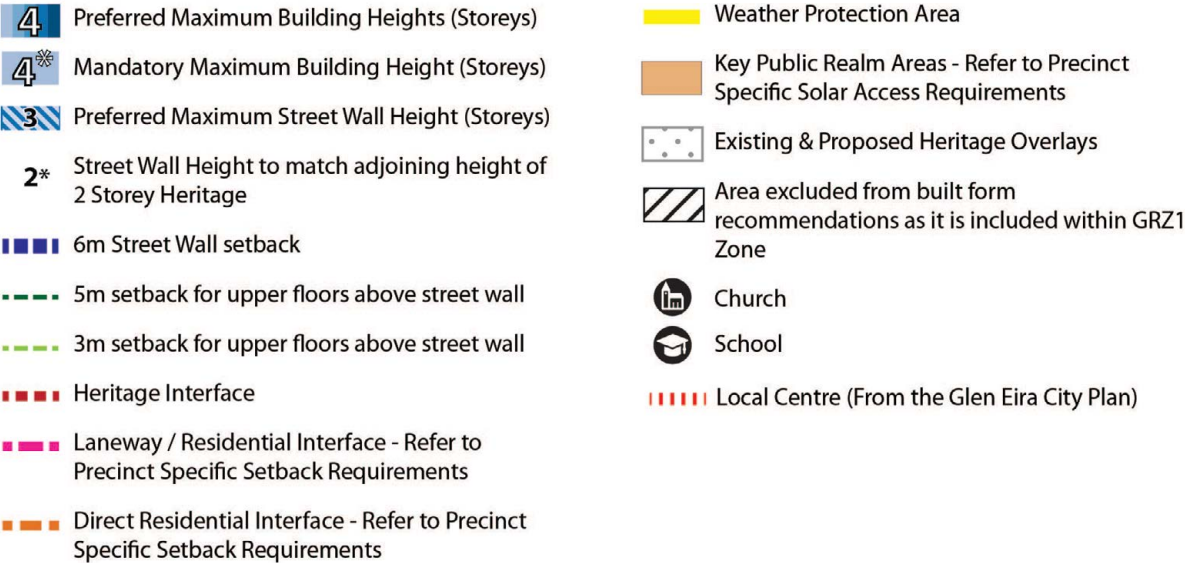 4 Preferred Maximum Building Heights (Storeys)
4* Mandatory Maximum Building Height (Storeys)
3 Preferred Maximum Street Wall Height (Storeys)
2* Street Wall Height to match adjoining height of
2 Storey Heritage
6m Street Wall setback
5m setback for upper floors above street wall
3m setback for upper floors above street wall
Heritage Interface
Laneway / Residential Interface - Refer to
Precinct Specific Setback Requirements
Direct Residential Interface - Refer to Precinct
Specific Setback Requirements
Weather Protection Area
Key Public Realm Areas - Refer to Precinct
Specific Solar Access Requirements
Existing & Proposed Heritage Overlays
Area excluded from built form
recommendations as it is included within GRZ1
Zone
Church
School
Local Centre (From the Glen Eira City Plan)